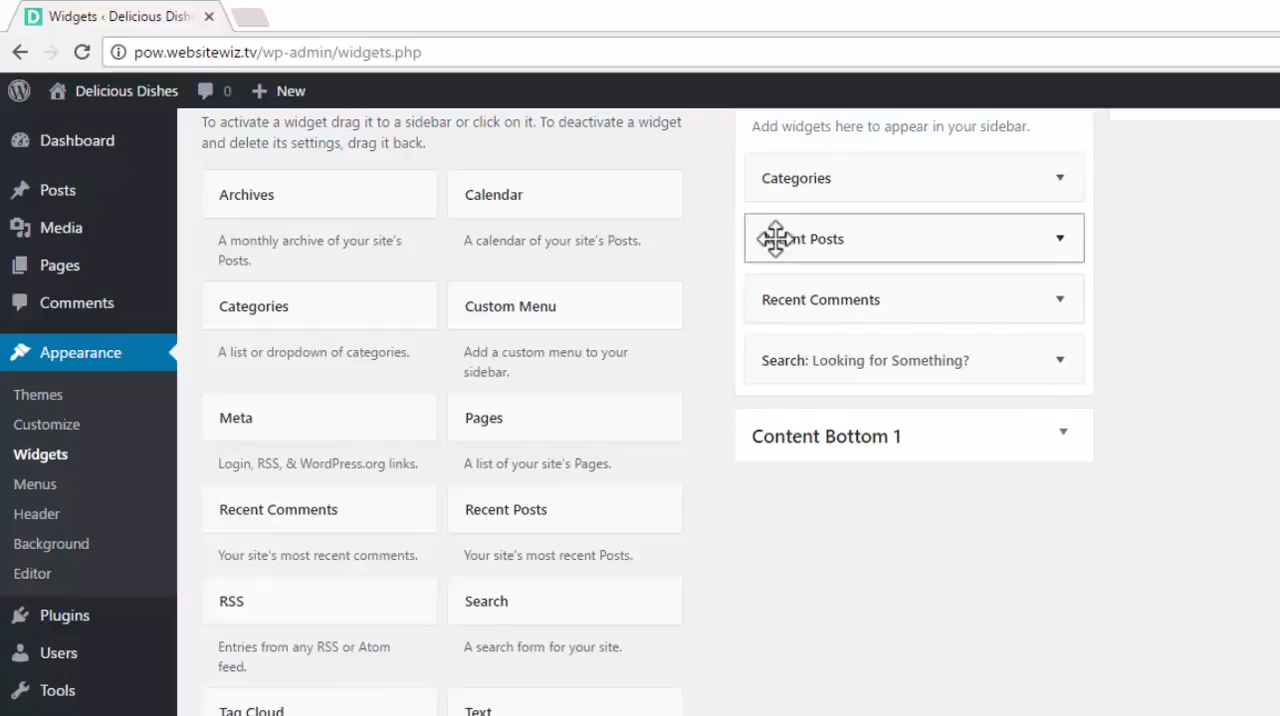 Widgets ‹ Delicious Dish
pow.websitewiz.tv/wp-admin/widgets.php
Delicious Dishes
0
New
Dashboard
Posts
Media
Pages
Comments
Appearance
Themes
Customize
Widgets
Menus
Header
Background
Editor
Plugins
Users
Tools
To activate a widget drag it to a sidebar or click on it. To deactivate a widget
and delete its settings, drag it back.
Archives
A monthly archive of your site's
Posts.
Calendar
A calendar of your site's Posts.
Categories
A list or dropdown of categories.
Custom Menu
Add a custom menu to your
sidebar.
Meta
Login, RSS, & WordPress.org links.
Pages
A list of your site's Pages.
Recent Comments
Your site's most recent comments.
Recent Posts
Your site's most recent Posts.
RSS
Entries from any RSS or Atom
feed.
Search
A search form for your site.
Tag Cloud
Text
Add widgets here to appear in your sidebar.
Categories
Posts
Recent Comments
Search: Looking for Something?
Content Bottom 1